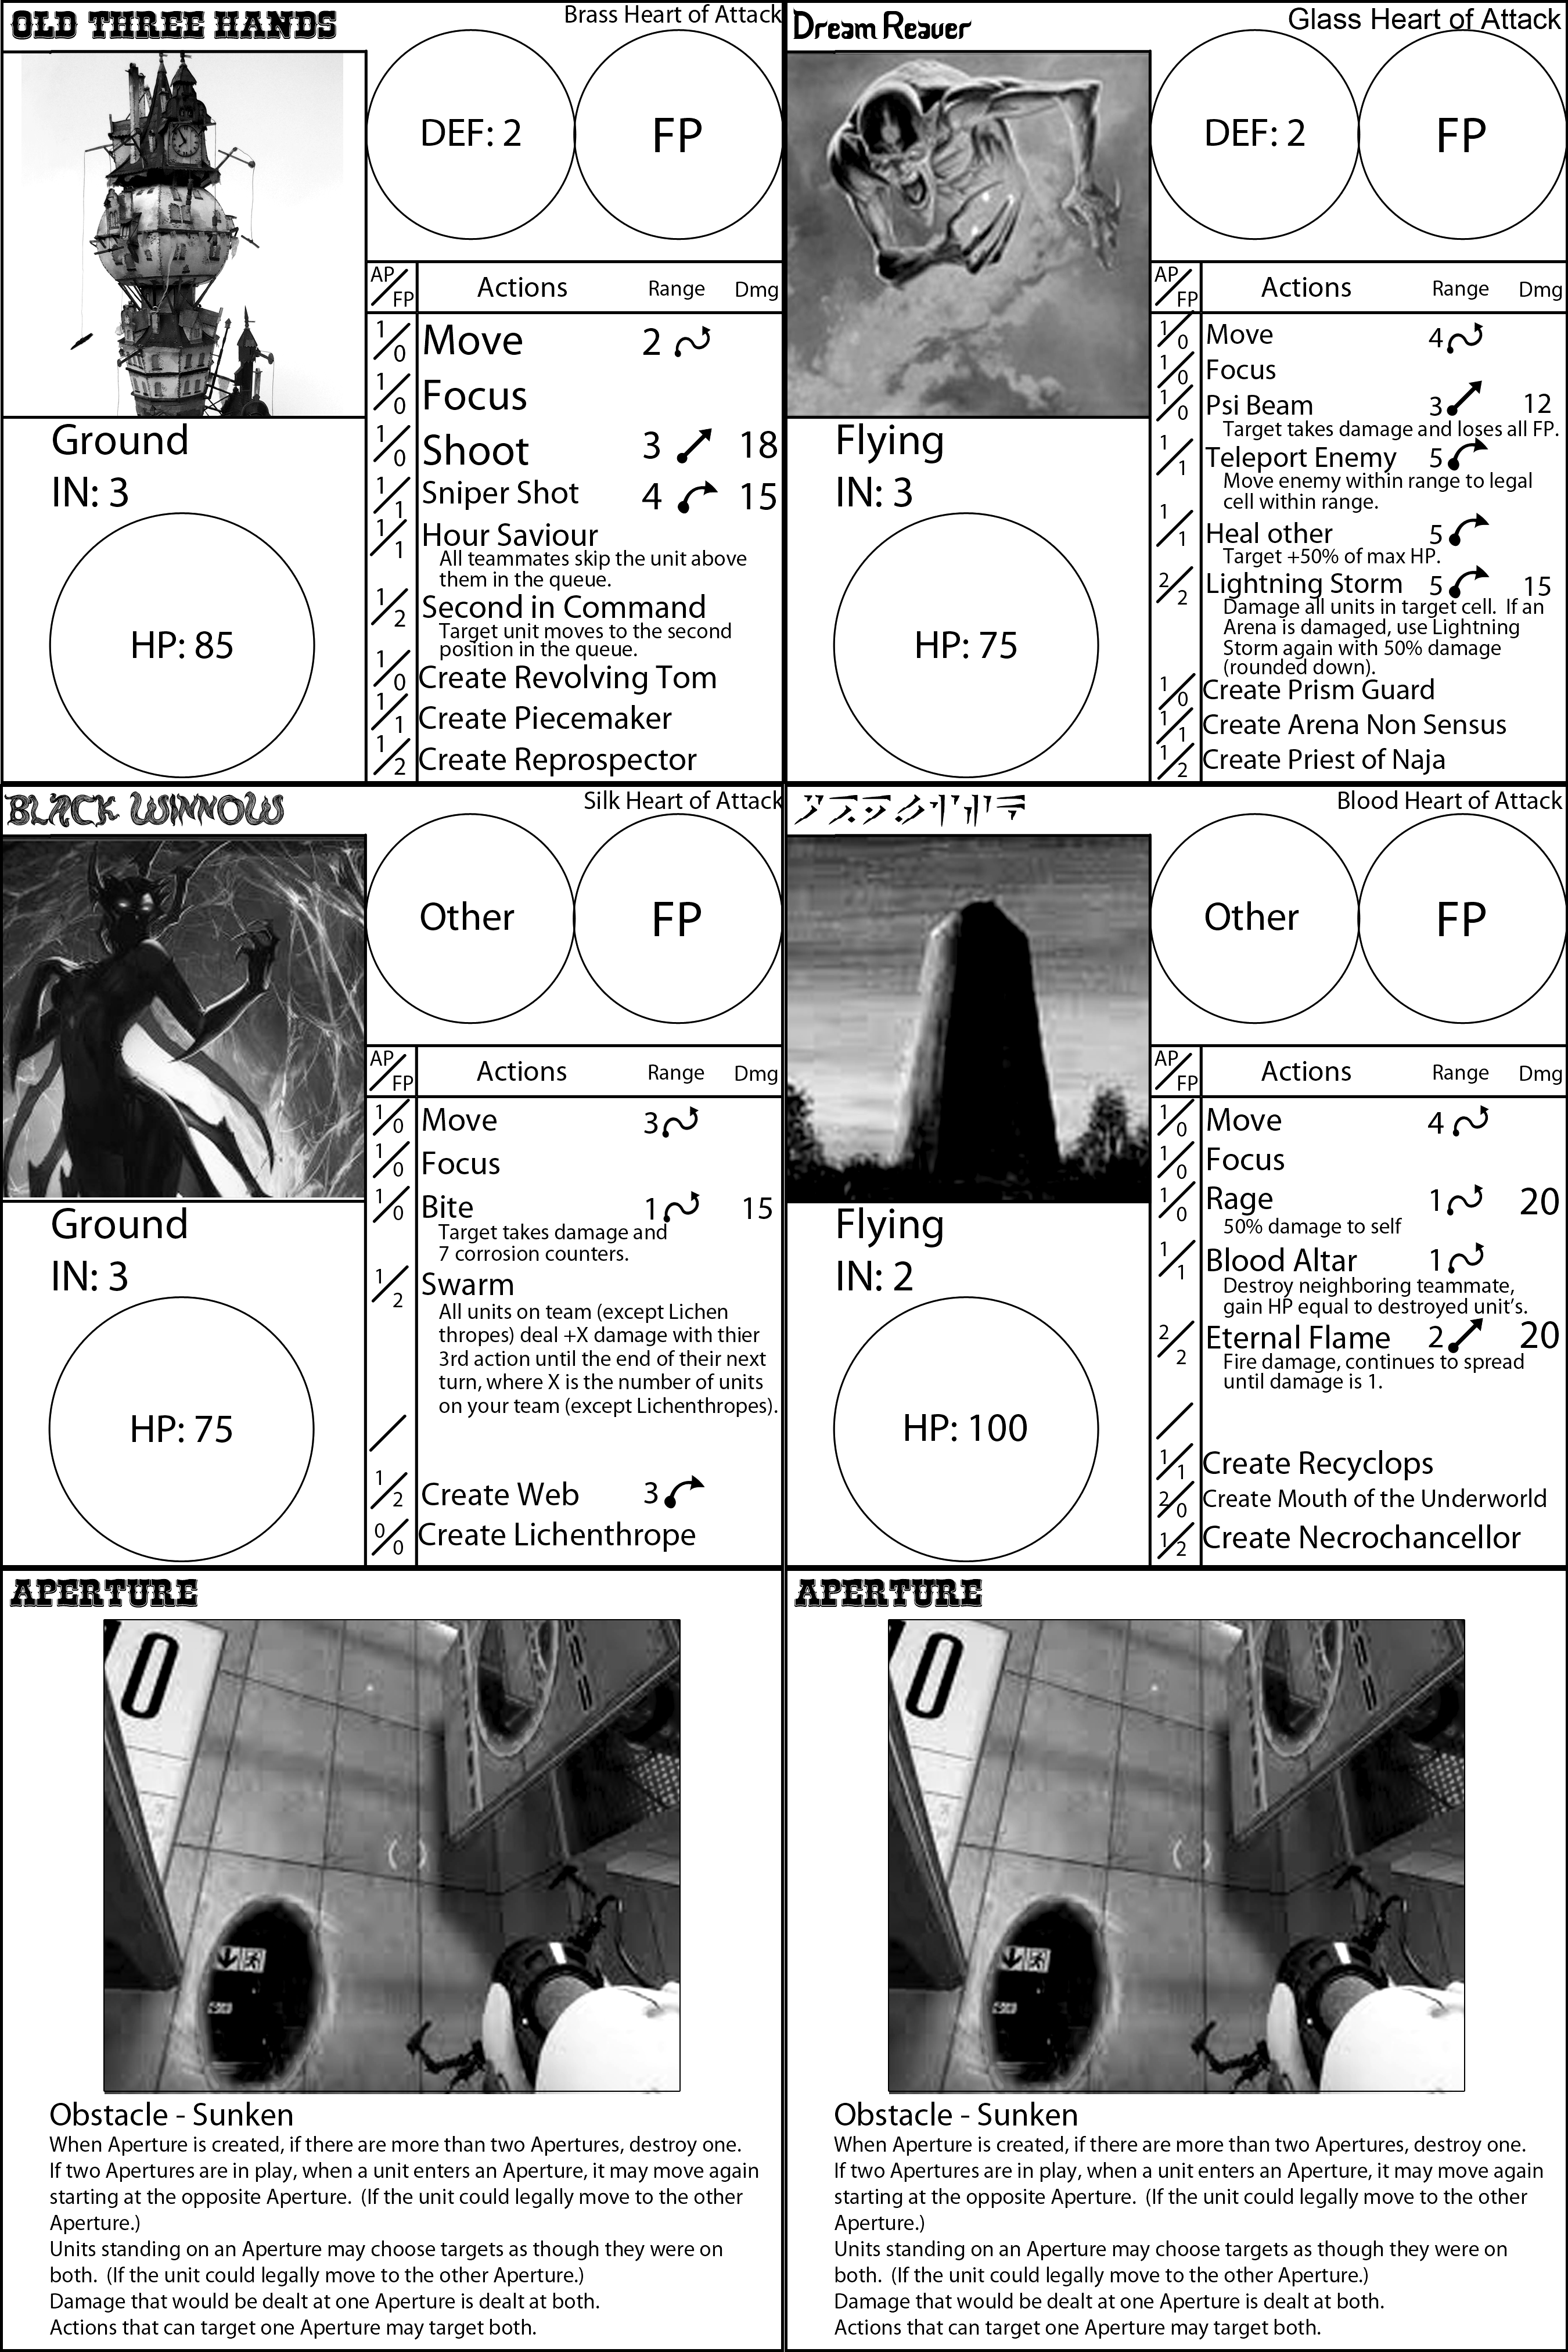 OLD THREE HANDS
Brass Heart of Attack
DEF: 2
FP
AP/FP Actions Range Dmg
1/0 Move 2
1/0 Focus
1/0 Shoot 3 18
1/1 Sniper Shot 4 15
1/1 Hour Saviour
All teammates skip the unit above
them in the queue.
1/2 Second in Command
Target unit moves to the second
position in the queue.
1/0 Create Revolving Tom
1/1 Create Piecemaker
1/2 Create Reprospector
Ground
IN: 3
HP: 85
Dream Reaver
Glass Heart of Attack
DEF: 2
FP
AP/FP Actions Range Dmg
1/0 Move 4
1/0 Focus
1/0 Psi Beam 3 12
Target takes damage and loses all FP.
1/1 Teleport Enemy 5
Move enemy within range to legal
cell within range.
1/1 Heal other 5
Target +50% of max HP.
2/2 Lightning Storm 5 15
Damage all units in target cell. If an
Arena is damaged, use Lightning
Storm again with 50% damage
(rounded down).
1/0 Create Prism Guard
1/1 Create Arena Non Sensus
1/2 Create Priest of Naja
Flying
IN: 3
HP: 75
BLACK WINNOW
Silk Heart of Attack
Other
FP
AP/FP Actions Range Dmg
1/0 Move 3
1/0 Focus
1/0 Bite 1 15
Target takes damage and
7 corrosion counters.
1/2 Swarm
All units on team (except Lichen
thropes) deal +X damage with thier
3rd action until the end of their next
turn, where X is the number of units
on your team (except Lichenthropes).
/
1/2 Create Web 3
0/0 Create Lichenthrope
Ground
IN: 3
HP: 75
Blood Heart of Attack
Other
FP
AP/FP Actions Range Dmg
1/0 Move 4
1/0 Focus
1/0 Rage 1 20
50% damage to self
1/1 Blood Altar 1
Destroy neighboring teammate,
gain HP equal to destroyed unit's.
2/2 Eternal Flame 2 20
Fire damage, continues to spread
until damage is 1.
/
1/1 Create Recyclops
2/0 Create Mouth of the Underworld
1/2 Create Necrochancellor
Flying
IN: 2
HP: 100
APERTURE
0
Obstacle - Sunken
When Aperture is created, if there are more than two Apertures, destroy one.
If two Apertures are in play, when a unit enters an Aperture, it may move again
starting at the opposite Aperture. (If the unit could legally move to the other
Aperture.)
Units standing on an Aperture may choose targets as though they were on
both. (If the unit could legally move to the other Aperture.)
Damage that would be dealt at one Aperture is dealt at both.
Actions that can target one Aperture may target both.
APERTURE
0
Obstacle - Sunken
When Aperture is created, if there are more than two Apertures, destroy one.
If two Apertures are in play, when a unit enters an Aperture, it may move again
starting at the opposite Aperture. (If the unit could legally move to the other
Aperture.)
Units standing on an Aperture may choose targets as though they were on
both. (If the unit could legally move to the other Aperture.)
Damage that would be dealt at one Aperture is dealt at both.
Actions that can target one Aperture may target both.